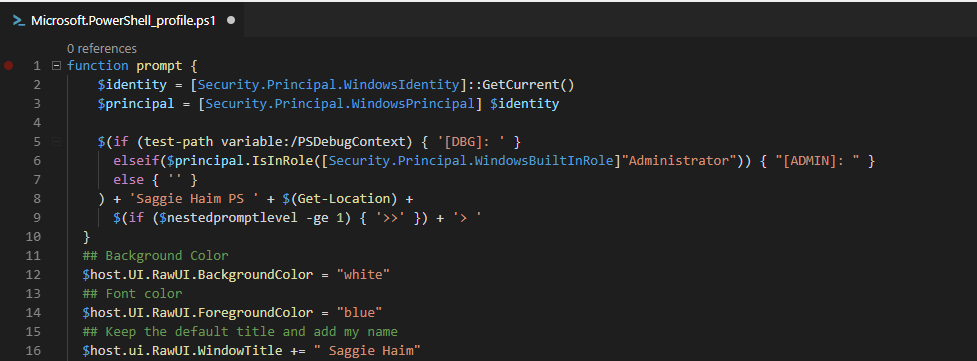 Microsoft.PowerShell_profile.ps1
0 references
1 function prompt {
2 $identity = [Security.Principal.WindowsIdentity]::GetCurrent()
3 $principal = [Security.Principal.WindowsPrincipal] $identity
4
5 $(if (test-path variable:/PSDebugContext) { '[DBG]: ' }
6 elseif($principal.IsInRole([Security.Principal.WindowsBuiltInRole]"Administrator")) { "[ADMIN]: " }
7 else { '' }
8 ) + 'Saggie Haim PS ' + $(Get-Location) +
9 $(if ($nestedpromptlevel -ge 1) { '>>' }) + '> '
10 }
11 ## Background Color
12 $host.UI.RawUI.BackgroundColor = "white"
13 ## Font color
14 $host.UI.RawUI.ForegroundColor = "blue"
15 ## Keep the default title and add my name
16 $host.ui.RawUI.WindowTitle += " Saggie Haim"